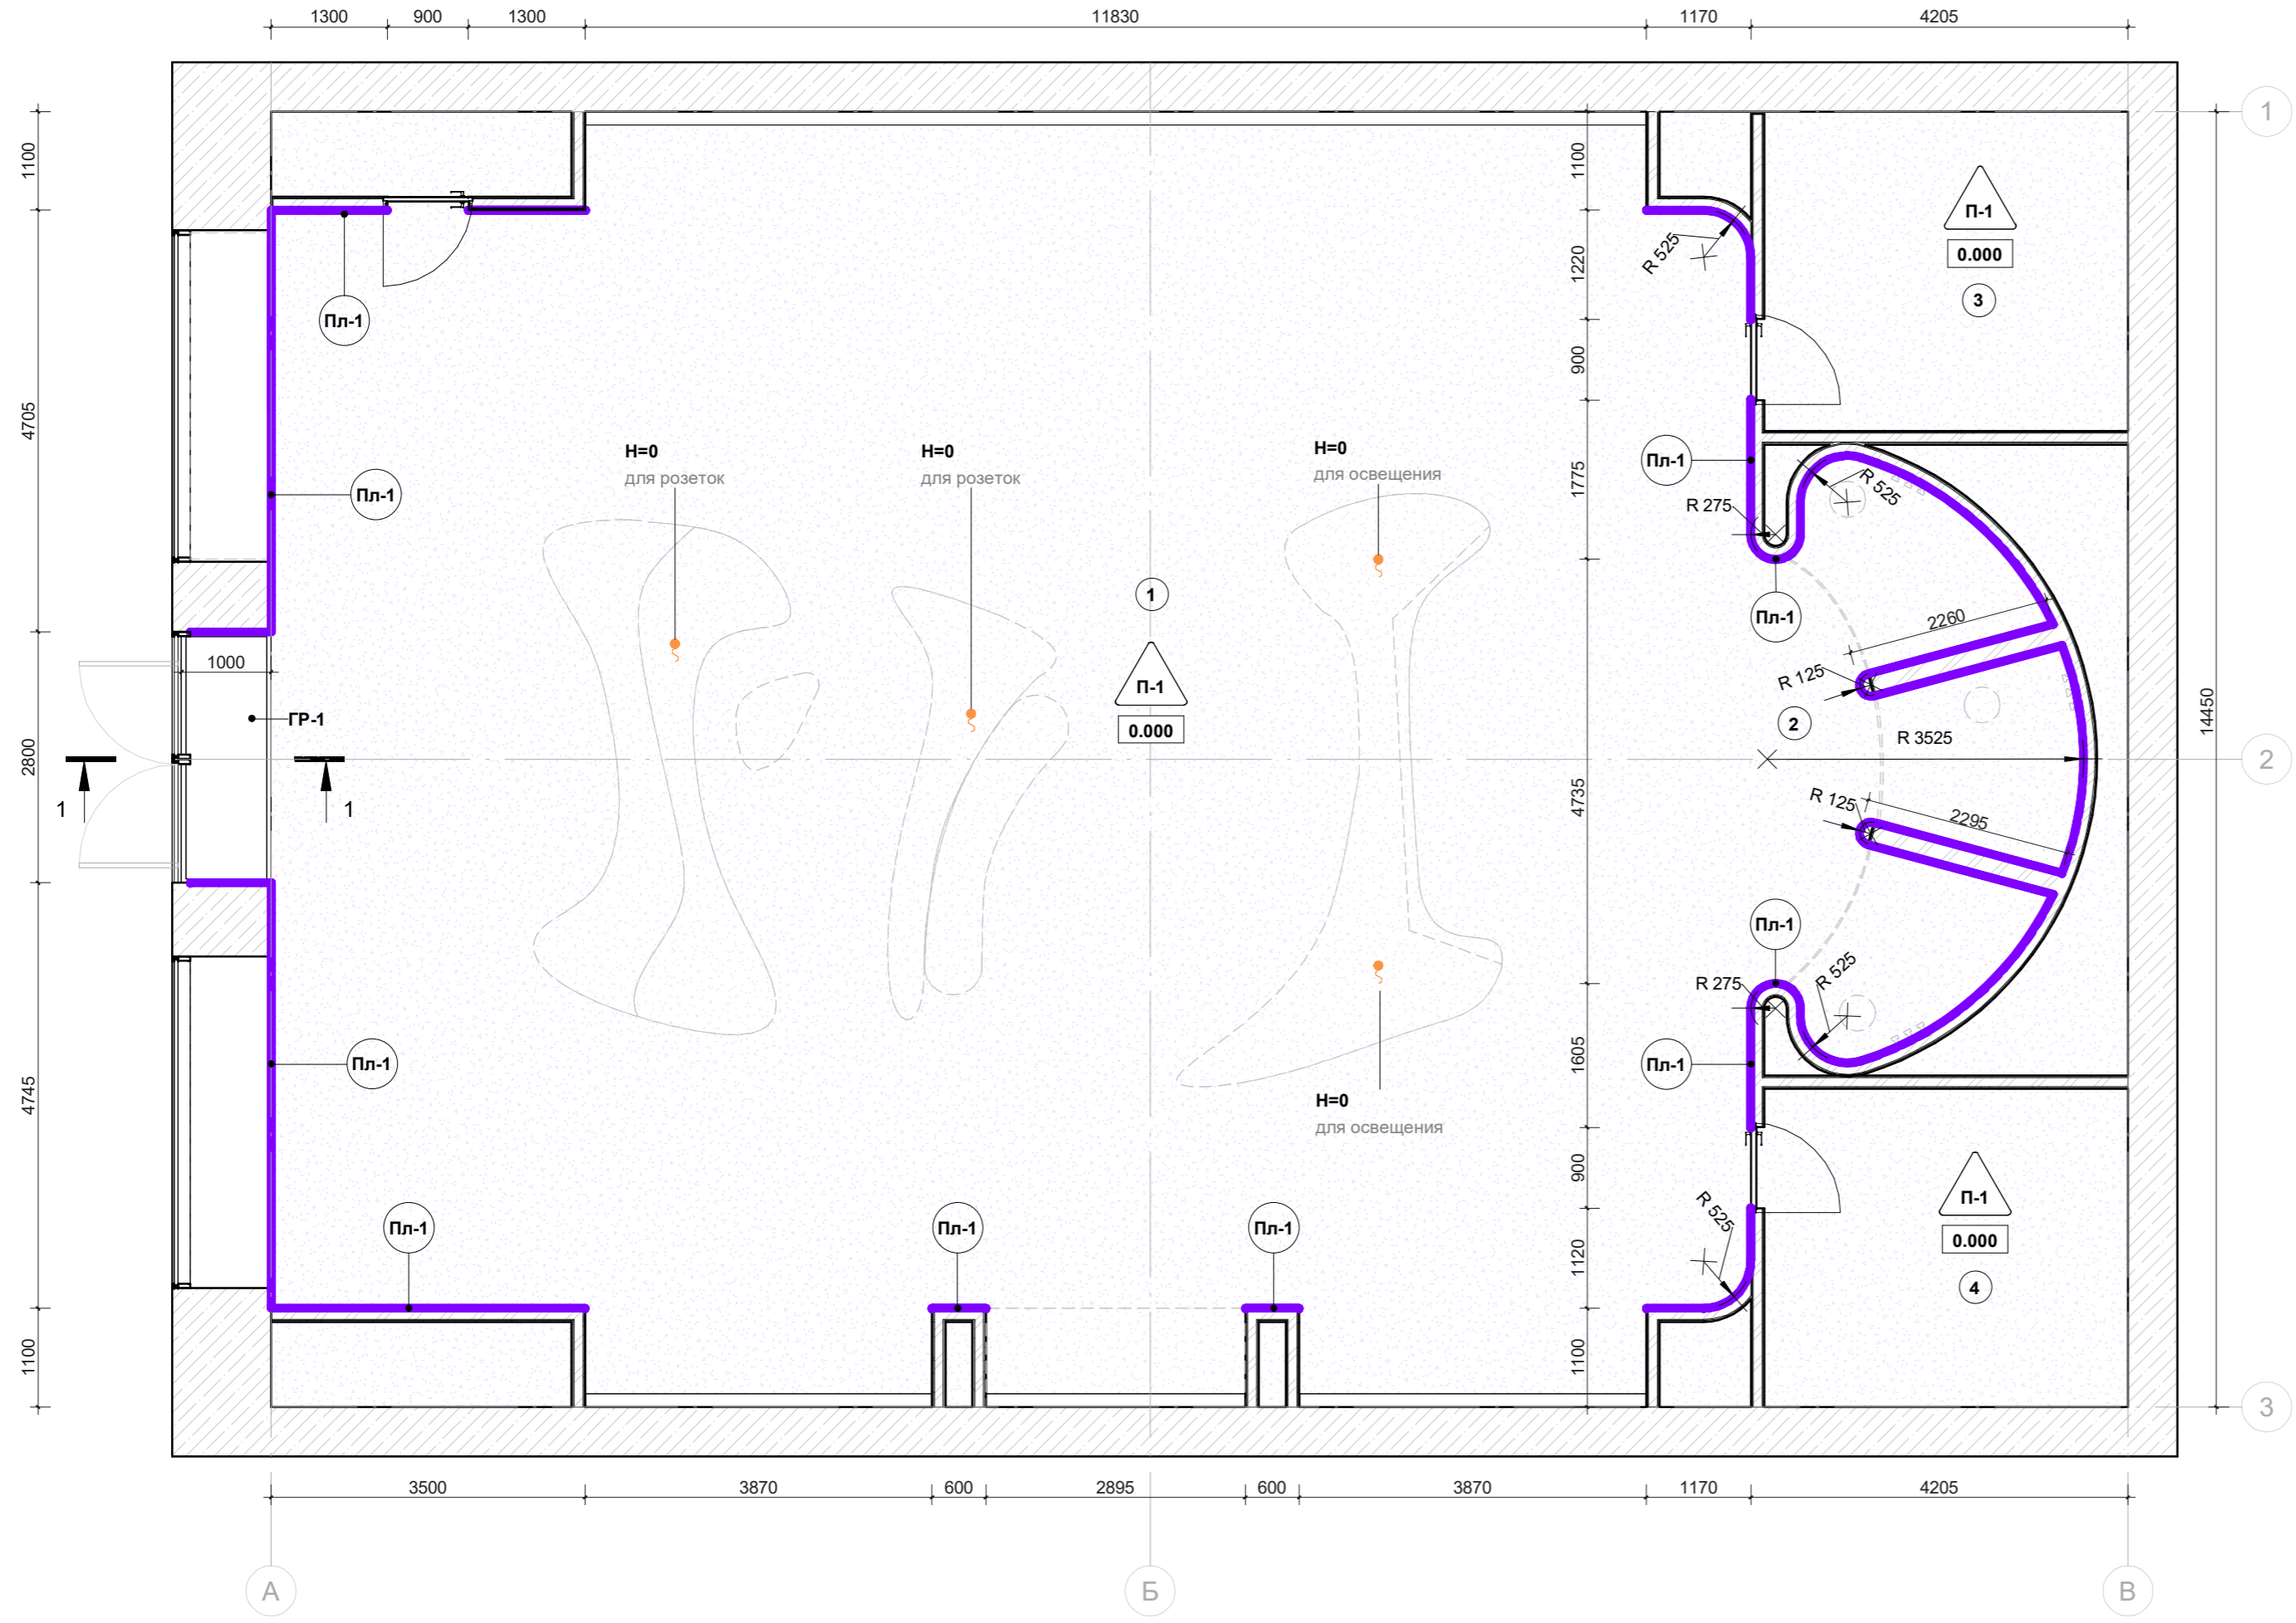 1300 900 1300 11830 1170 4205
1
1100
1100
П-1
0.000
3
R 525
1220
Пл-1
900
4705
H=0
для розеток
H=0
для розеток
H=0
для освещения
Пл-1
Пл-1
1775
R 275
R 525
1
Пл-1
2260
1000
R 125
П-1
0.000
ГР-1
2
R 3525
14450
2800
2
1
1
4735
R 125
2295
Пл-1
R 275
R 525
Пл-1
1605
Пл-1
4745
H=0
для освещения
900
R 525
П-1
0.000
4
Пл-1
Пл-1
Пл-1
1120
1100
1100
3
3500 3870 600 2895 600 3870 1170 4205
А Б В